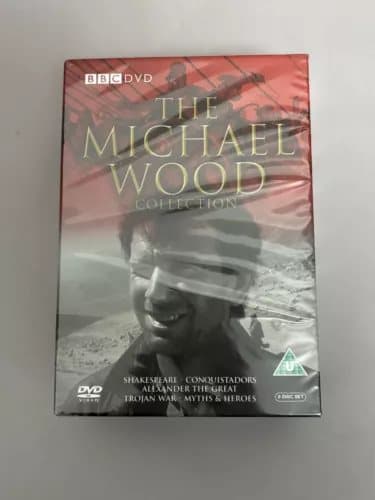 BBC DVD
THE
MICHAEL
WOOD
COLLECTION
SHAKESPEARE · CONQUISTADORS
ALEXANDER THE GREAT
TROJAN WAR · MYTHS & HEROES
DVD
VIDEO
U